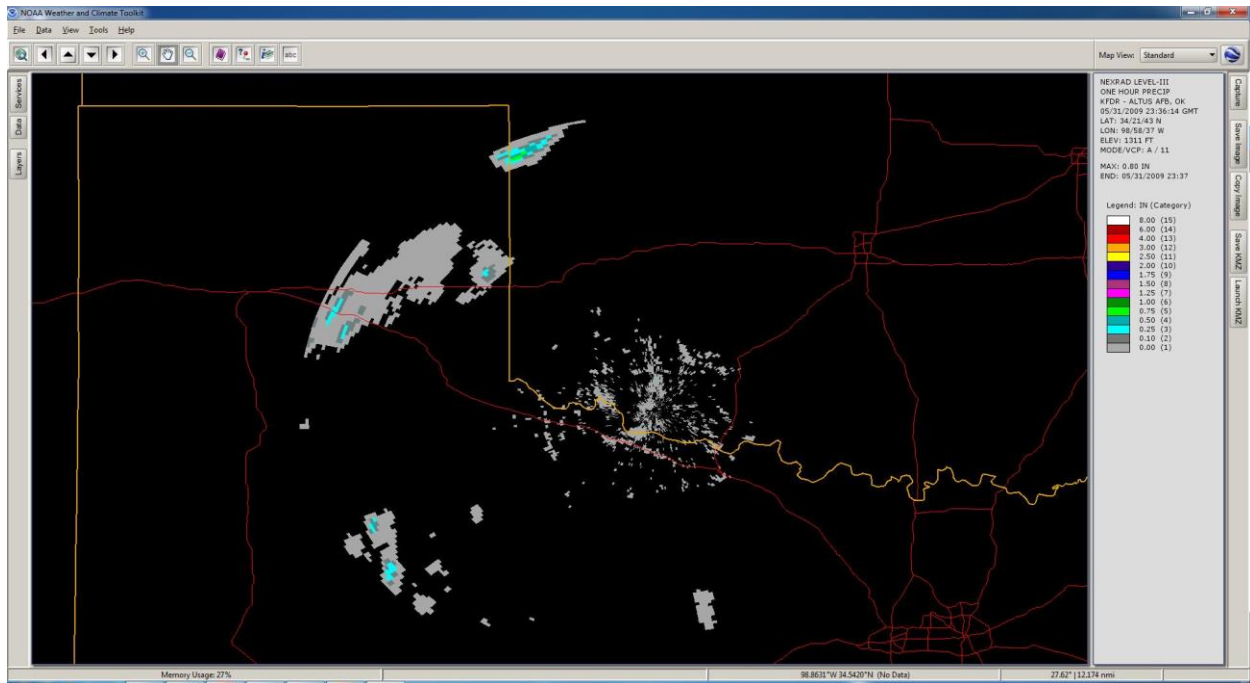 NOAA Weather and Climate Toolkit
File Data View Tools Help
abc
Map View: Standard
Services
Data
Layers
NEXRAD LEVEL-III
ONE HOUR PRECIP
KFDR - ALTUS AFB, OK
05/31/2009 23:36:14 GMT
LAT: 34/21/43 N
LON: 98/58/37 W
ELEV: 1311 FT
MODE/VCP: A / 11
MAX: 0.80 IN
END: 05/31/2009 23:37
Legend: IN (Category)
8.00 (15)
6.00 (14)
4.00 (13)
3.00 (12)
2.50 (11)
2.00 (10)
1.75 (9)
1.50 (8)
1.25 (7)
1.00 (6)
0.75 (5)
0.50 (4)
0.25 (3)
0.10 (2)
0.00 (1)
Capture
Save Image
Copy Image
Save KMZ
Launch KMZ
Memory Usage: 27%
98.8631°W 34.5420°N (No Data)
27.62° | 12.174 nmi